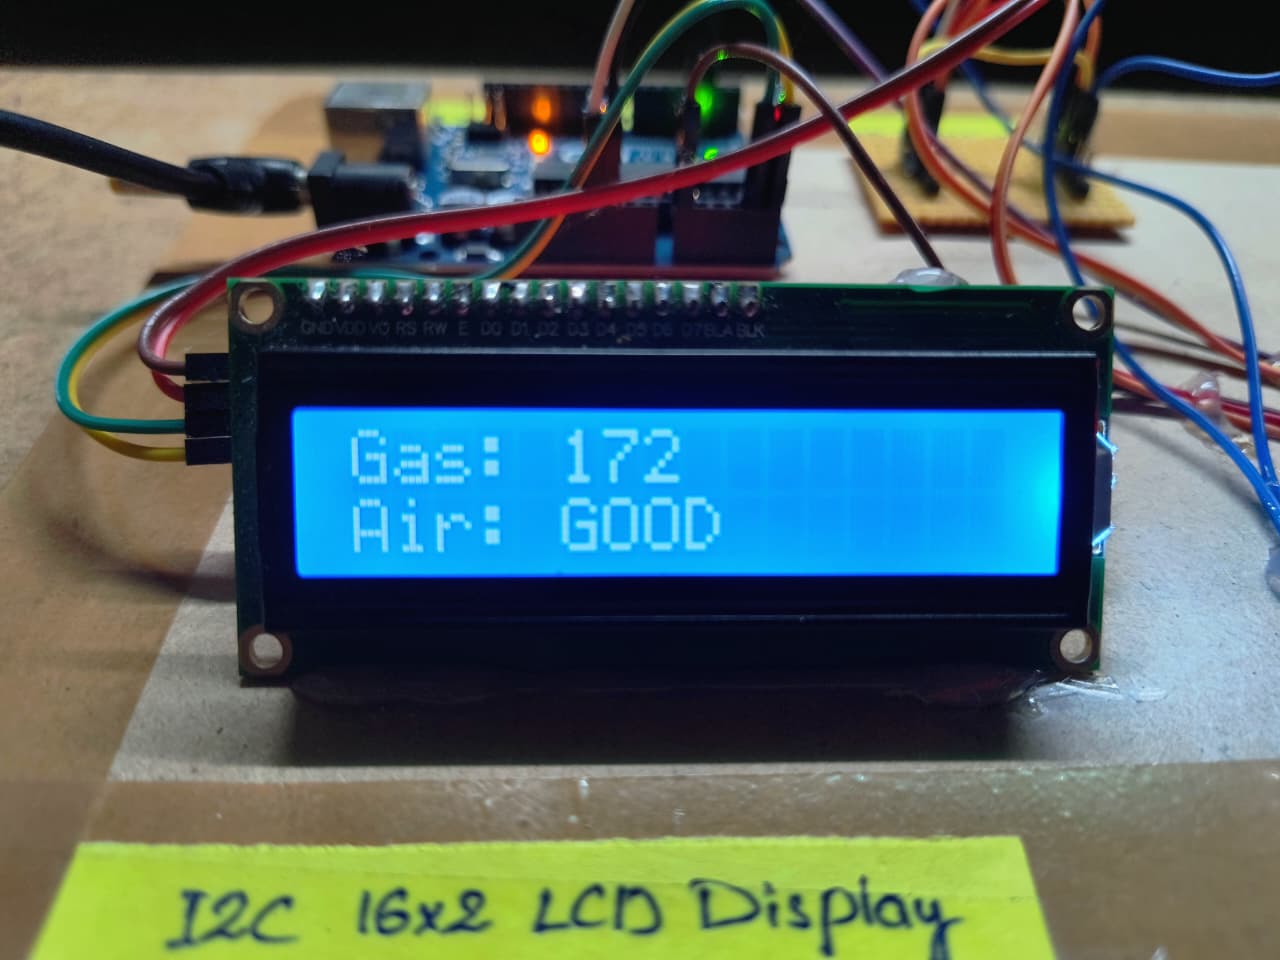 GND VDD VO RS RW E D0 D1 D2 D3 D4 D5 D6 D7 BLA BLK
Gas: 172
Air: GOOD
I2C 16x2 LCD Display